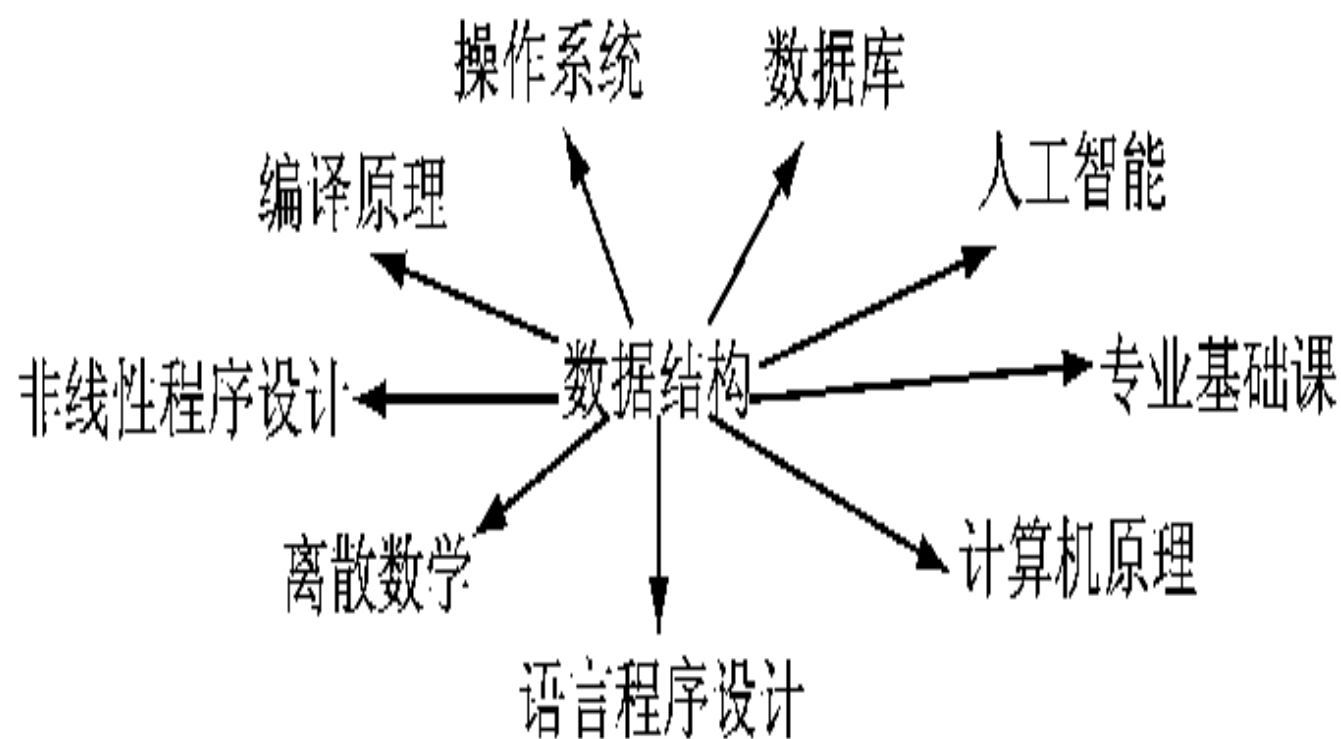 操作系统
数据库
编译原理
人工智能
非线性程序设计
数据结构
专业基础课
离散数学
计算机原理
语言程序设计